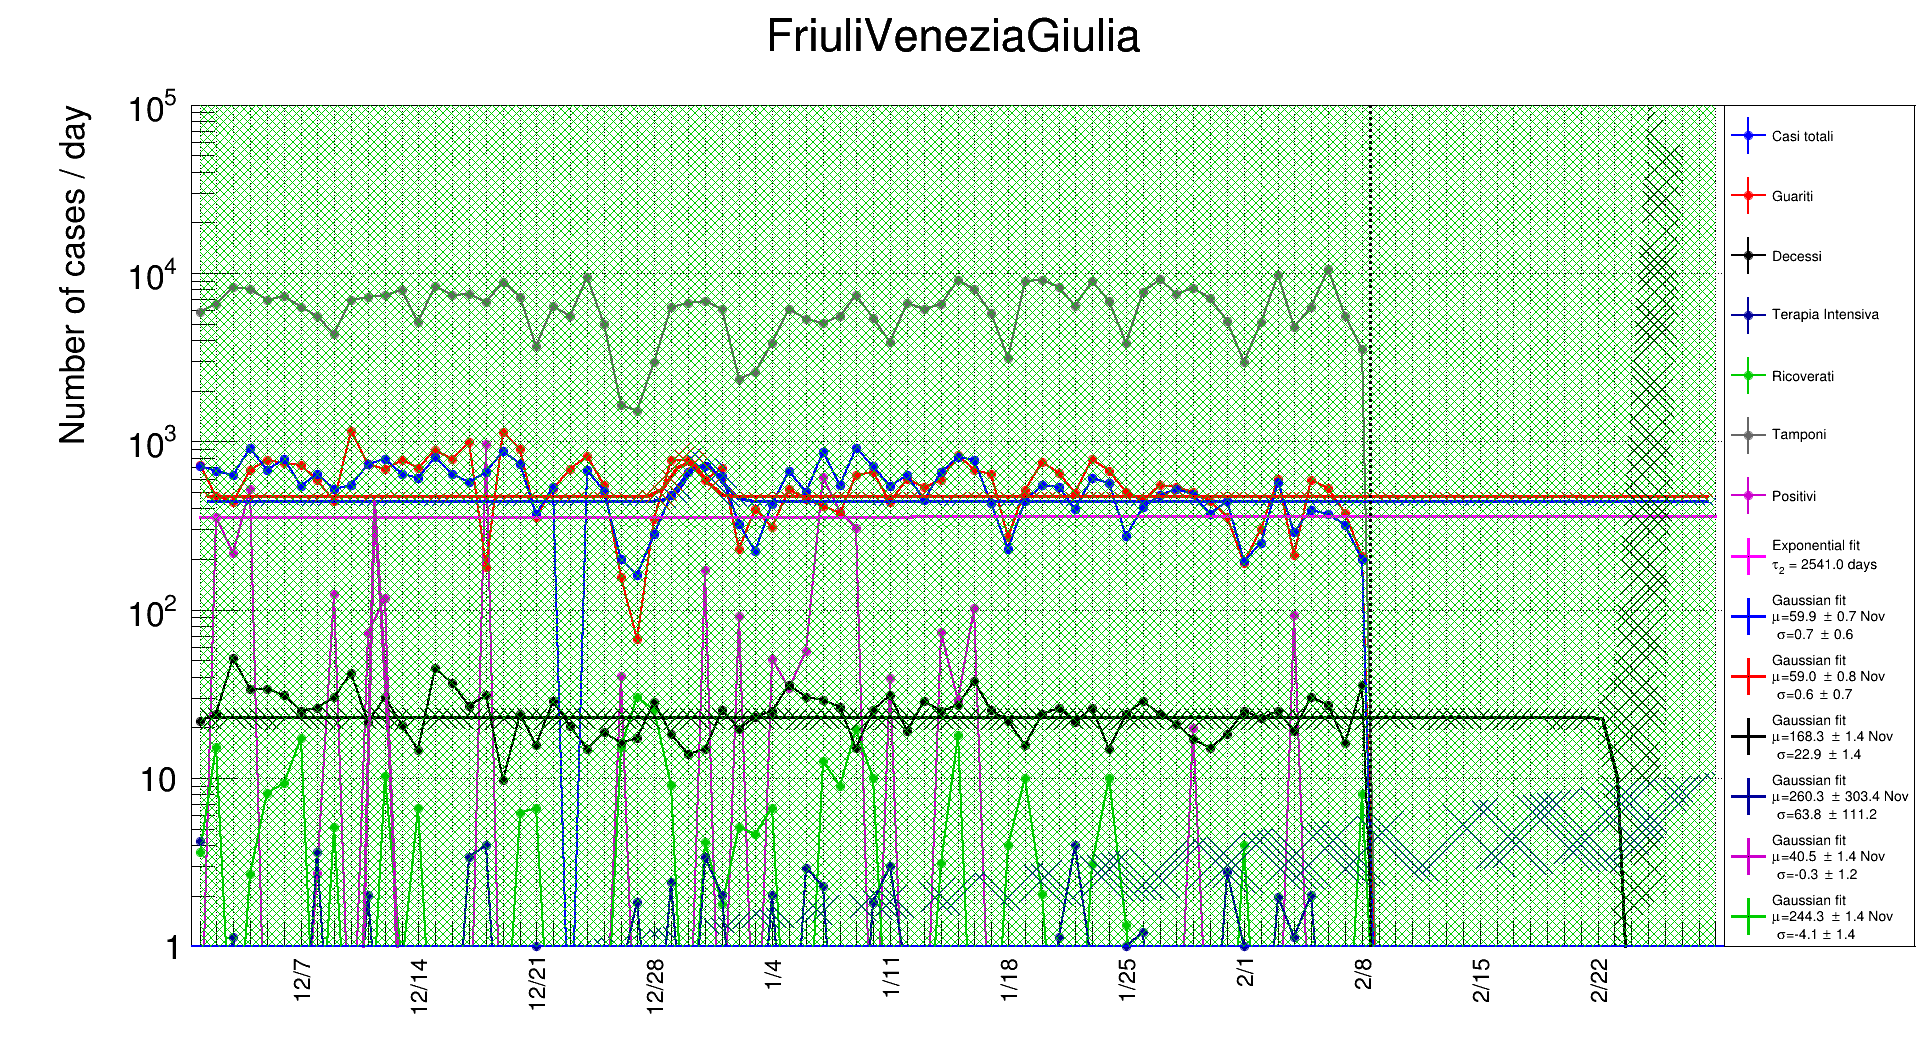 FriuliVeneziaGiulia
Number of cases / day
10^5
10^4
10^3
10^2
10
1
12/7
12/14
12/21
12/28
1/4
1/11
1/18
1/25
2/1
2/8
2/15
2/22
Casi totali
Guariti
Decessi
Terapia Intensiva
Ricoverati
Tamponi
Positivi
Exponential fit
τ2 = 2541.0 days
Gaussian fit
μ=59.9 ± 0.7 Nov
σ=0.7 ± 0.6
Gaussian fit
μ=59.0 ± 0.8 Nov
σ=0.6 ± 0.7
Gaussian fit
μ=168.3 ± 1.4 Nov
σ=22.9 ± 1.4
Gaussian fit
μ=260.3 ± 303.4 Nov
σ=63.8 ± 111.2
Gaussian fit
μ=40.5 ± 1.4 Nov
σ=-0.3 ± 1.2
Gaussian fit
μ=244.3 ± 1.4 Nov
σ=-4.1 ± 1.4